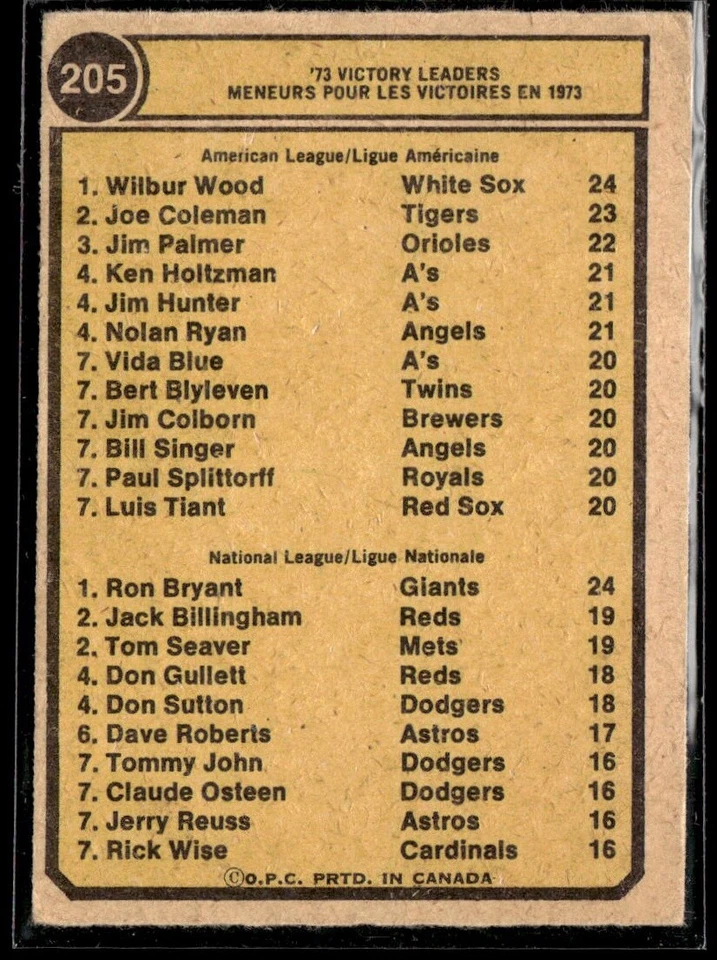 205
'73 VICTORY LEADERS
MENEURS POUR LES VICTOIRES EN 1973
American League/Ligue Américaine
1. Wilbur Wood White Sox 24
2. Joe Coleman Tigers 23
3. Jim Palmer Orioles 22
4. Ken Holtzman A's 21
4. Jim Hunter A's 21
4. Nolan Ryan Angels 21
7. Vida Blue A's 20
7. Bert Blyleven Twins 20
7. Jim Colborn Brewers 20
7. Bill Singer Angels 20
7. Paul Splittorff Royals 20
7. Luis Tiant Red Sox 20
National League/Ligue Nationale
1. Ron Bryant Giants 24
2. Jack Billingham Reds 19
2. Tom Seaver Mets 19
4. Don Gullett Reds 18
4. Don Sutton Dodgers 18
6. Dave Roberts Astros 17
7. Tommy John Dodgers 16
7. Claude Osteen Dodgers 16
7. Jerry Reuss Astros 16
7. Rick Wise Cardinals 16
©O.P.C. PRTD. IN CANADA